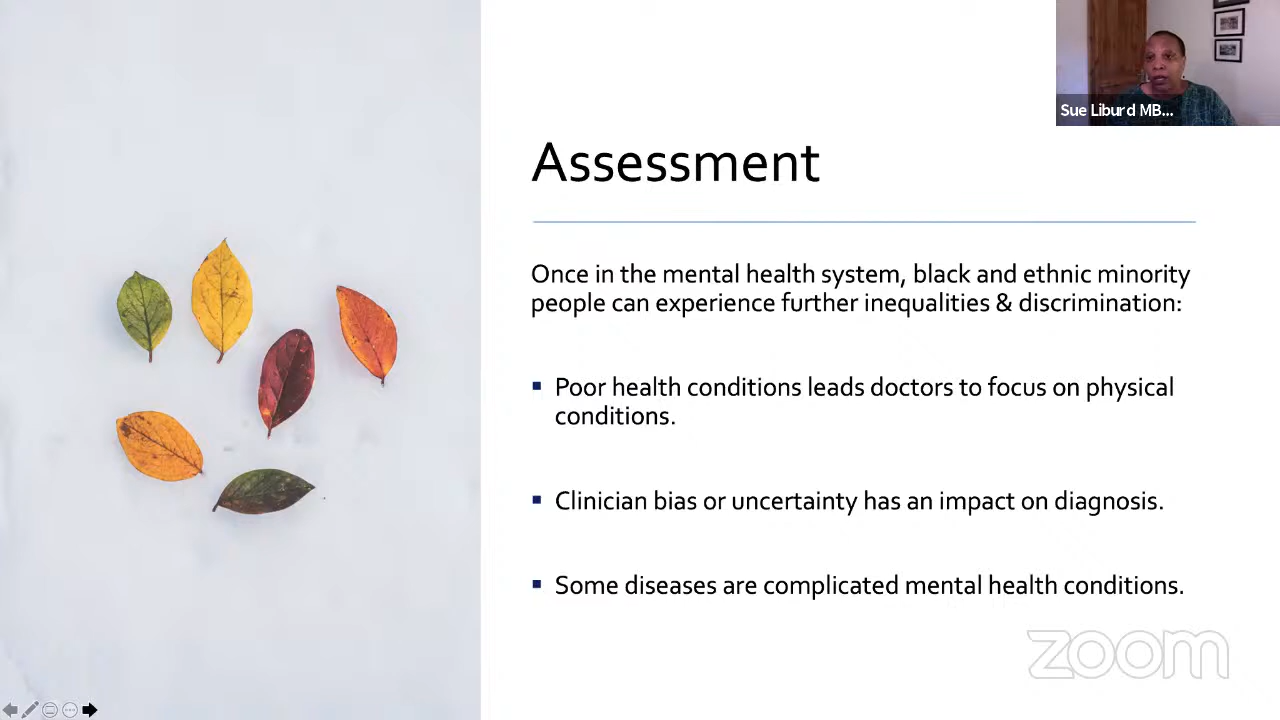 Sue Liburd MB...
Assessment
Once in the mental health system, black and ethnic minority
people can experience further inequalities & discrimination:
▪ Poor health conditions leads doctors to focus on physical
conditions.
▪ Clinician bias or uncertainty has an impact on diagnosis.
▪ Some diseases are complicated mental health conditions.
zoom